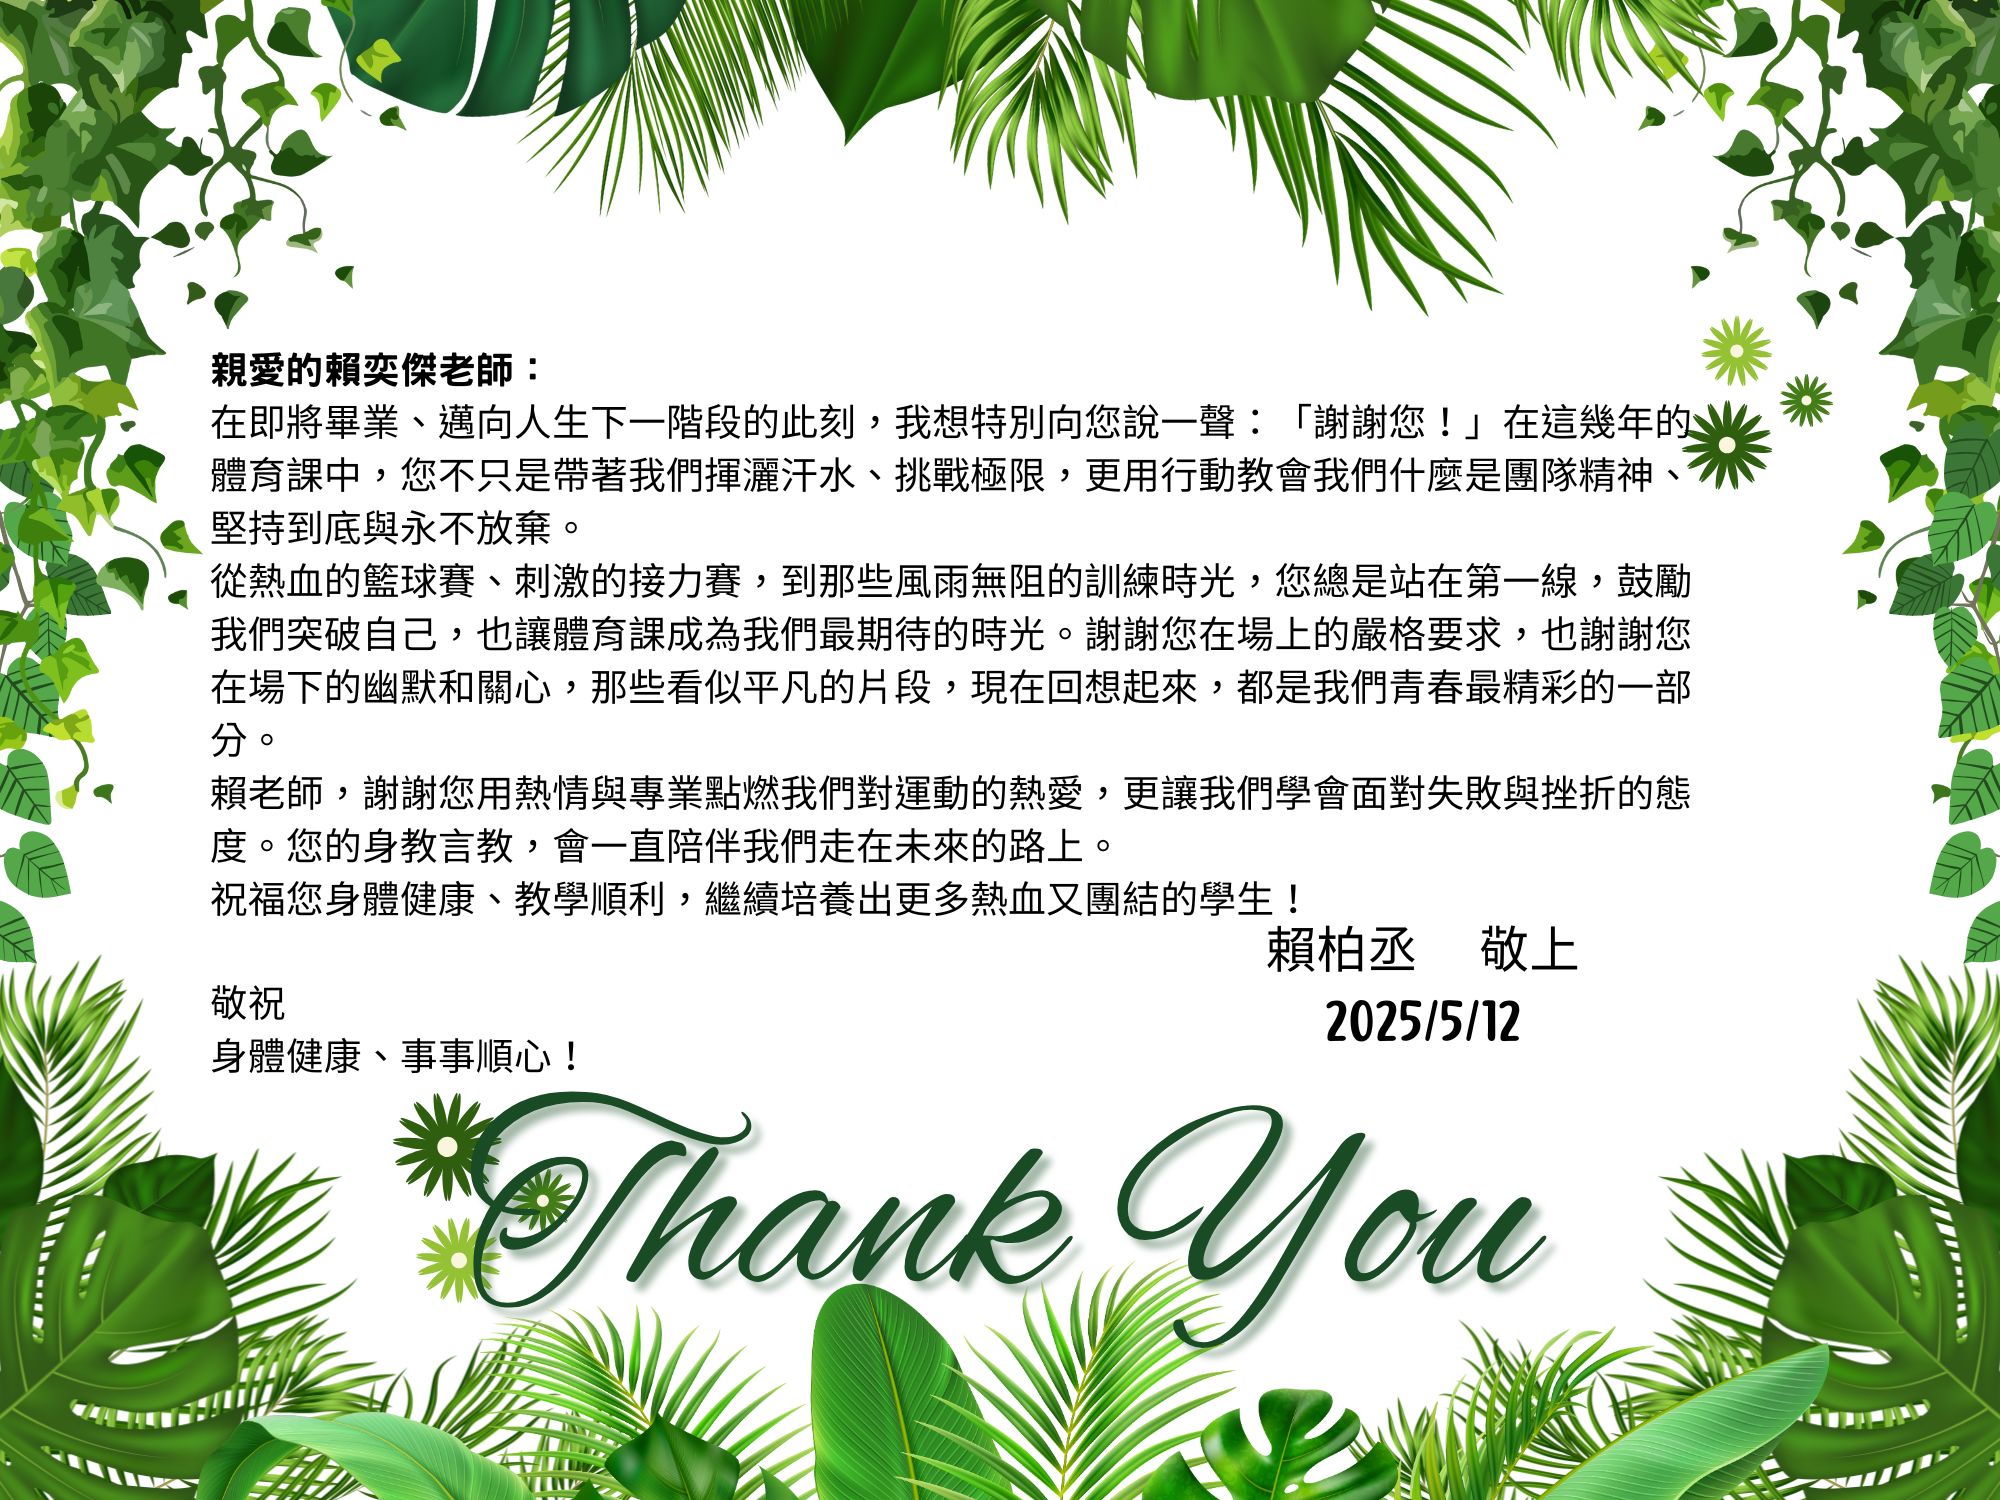 親愛的賴奕傑老師：
在即將畢業、邁向人生下一階段的此刻，我想特別向您說一聲：「謝謝您！」在這幾年的
體育課中，您不只是帶著我們揮灑汗水、挑戰極限，更用行動教會我們什麼是團隊精神、
堅持到底與永不放棄。
從熱血的籃球賽、刺激的接力賽，到那些風雨無阻的訓練時光，您總是站在第一線，鼓勵
我們突破自己，也讓體育課成為我們最期待的時光。謝謝您在場上的嚴格要求，也謝謝您
在場下的幽默和關心，那些看似平凡的片段，現在回想起來，都是我們青春最精彩的一部
分。
賴老師，謝謝您用熱情與專業點燃我們對運動的熱愛，更讓我們學會面對失敗與挫折的態
度。您的身教言教，會一直陪伴我們走在未來的路上。
祝福您身體健康、教學順利，繼續培養出更多熱血又團結的學生！
賴柏丞 敬上
敬祝
2025/5/12
身體健康、事事順心！
Thank You